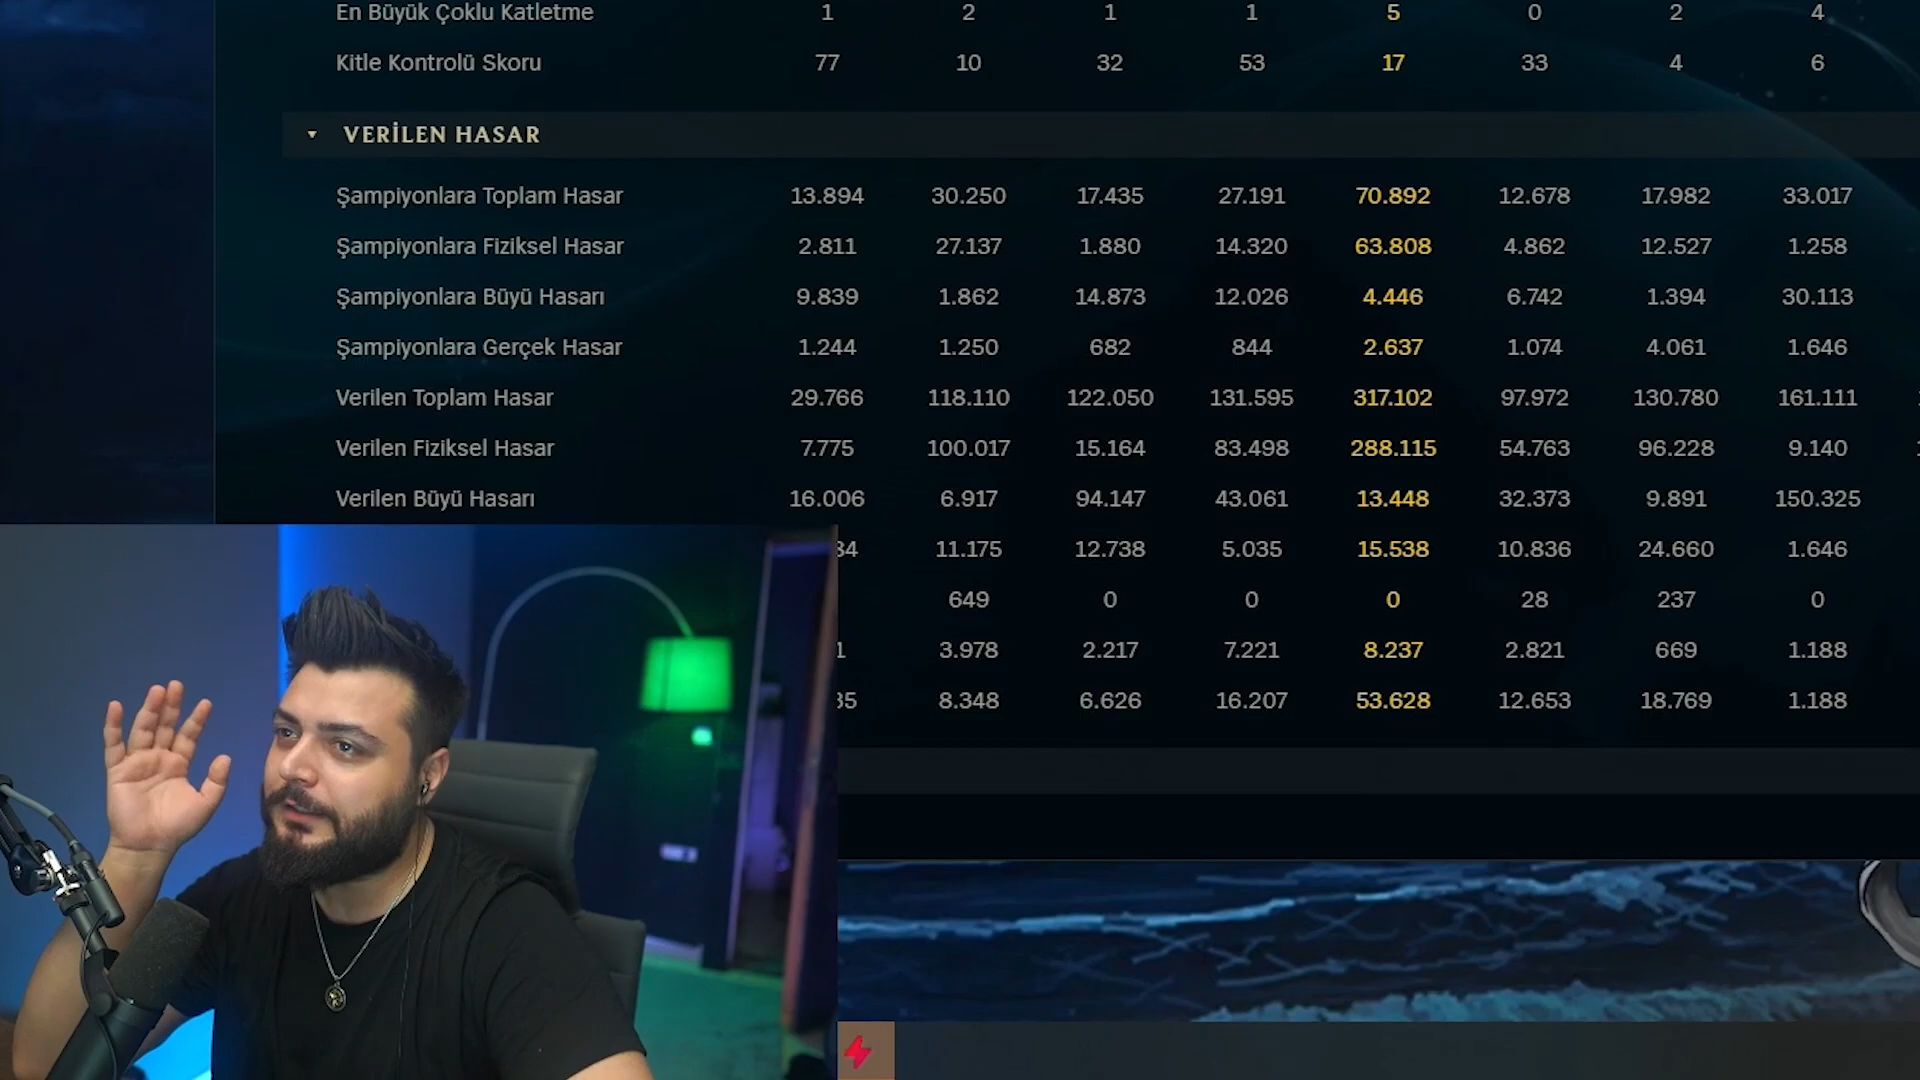 En Büyük Çoklu Katletme 1 2 1 1 5 0 2 4
Kitle Kontrolü Skoru 77 10 32 53 17 33 4 6
VERİLEN HASAR
Şampiyonlara Toplam Hasar 13.894 30.250 17.435 27.191 70.892 12.678 17.982 33.017
Şampiyonlara Fiziksel Hasar 2.811 27.137 1.880 14.320 63.808 4.862 12.527 1.258
Şampiyonlara Büyü Hasarı 9.839 1.862 14.873 12.026 4.446 6.742 1.394 30.113
Şampiyonlara Gerçek Hasar 1.244 1.250 682 844 2.637 1.074 4.061 1.646
Verilen Toplam Hasar 29.766 118.110 122.050 131.595 317.102 97.972 130.780 161.111
Verilen Fiziksel Hasar 7.775 100.017 15.164 83.498 288.115 54.763 96.228 9.140
Verilen Büyü Hasarı 16.006 6.917 94.147 43.061 13.448 32.373 9.891 150.325
11.175 12.738 5.035 15.538 10.836 24.660 1.646
649 0 0 0 28 237 0
3.978 2.217 7.221 8.237 2.821 669 1.188
8.348 6.626 16.207 53.628 12.653 18.769 1.188